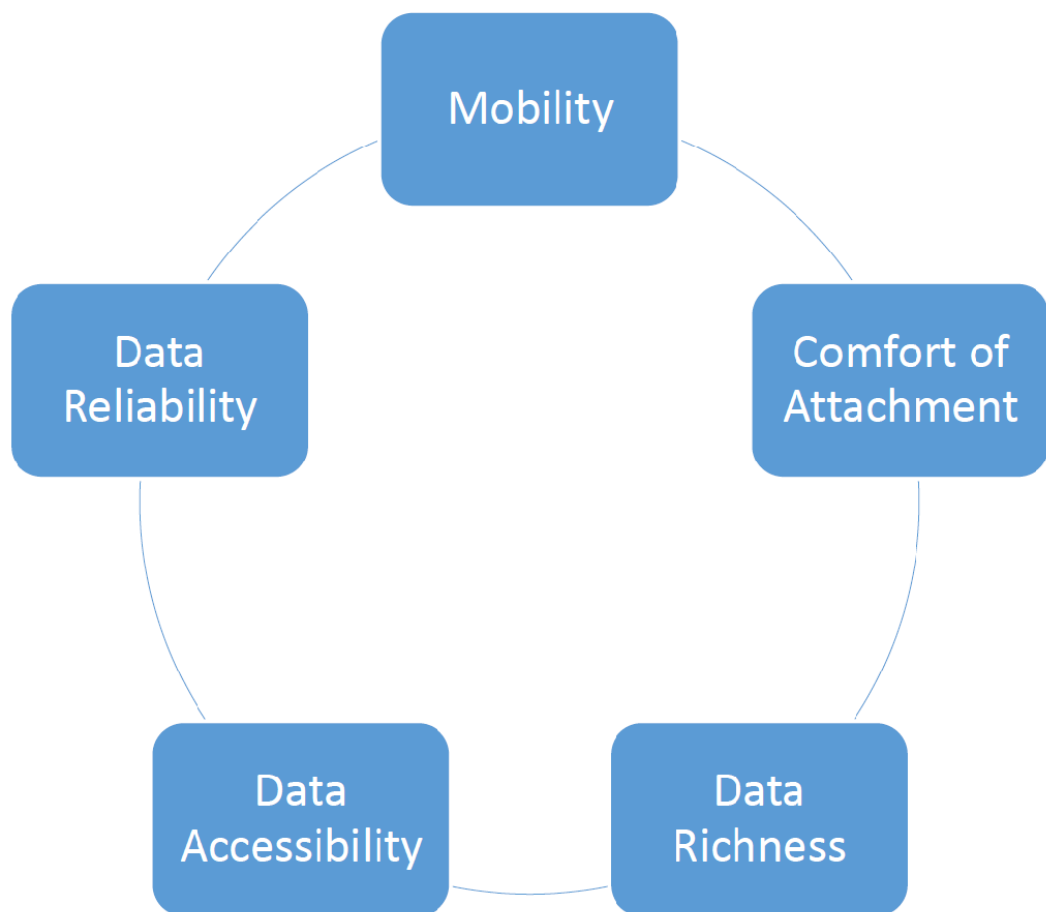 Mobility
Comfort of
Attachment
Data
Richness
Data
Accessibility
Data
Reliability